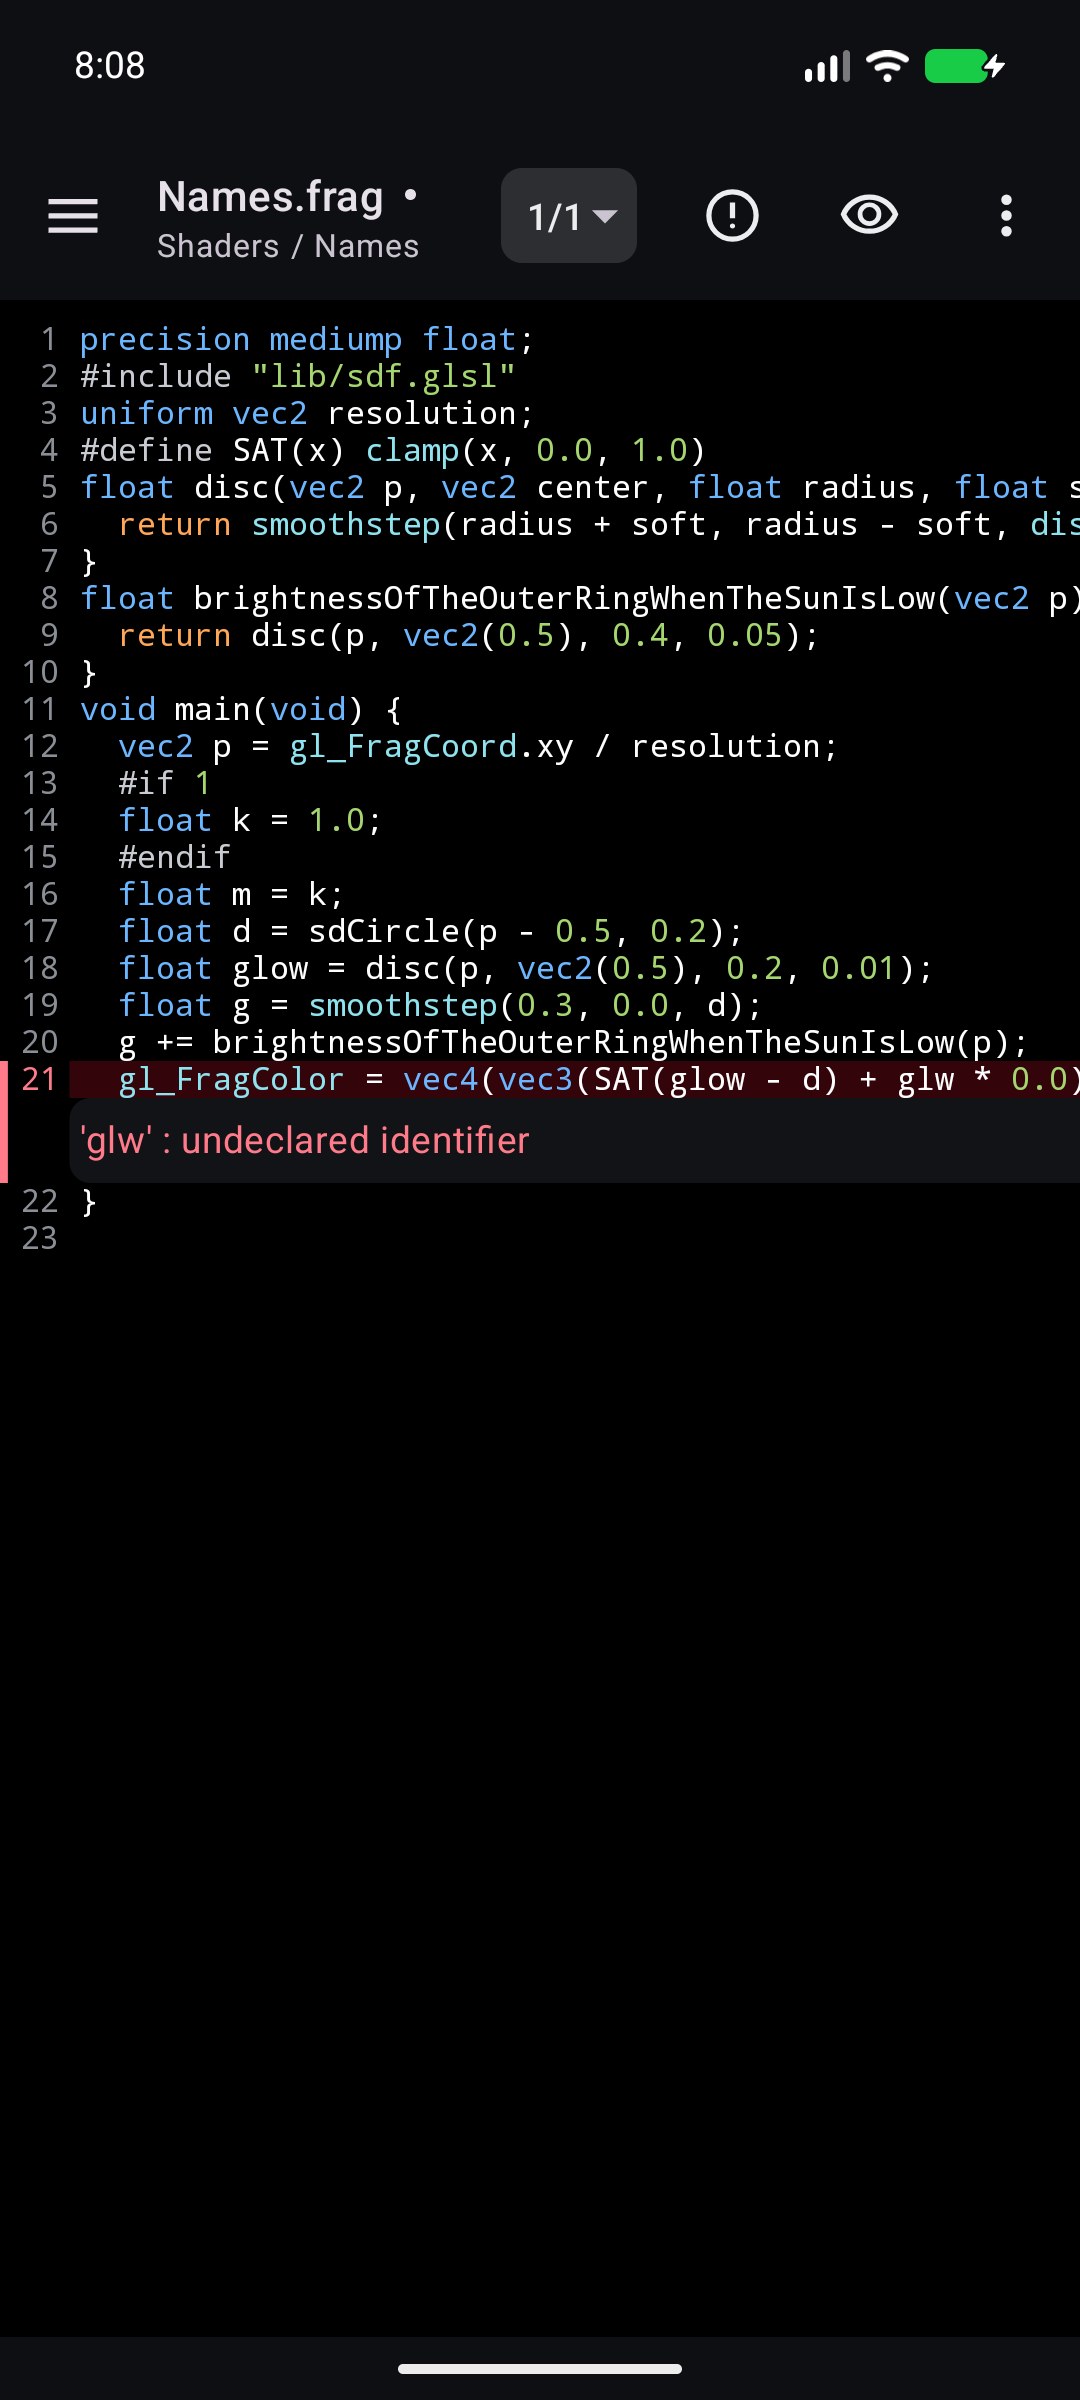 8:08
Names.frag •
Shaders / Names
1/1
1 precision mediump float;
2 #include "lib/sdf.glsl"
3 uniform vec2 resolution;
4 #define SAT(x) clamp(x, 0.0, 1.0)
5 float disc(vec2 p, vec2 center, float radius, float s
6   return smoothstep(radius + soft, radius - soft, dis
7 }
8 float brightnessOfTheOuterRingWhenTheSunIsLow(vec2 p)
9   return disc(p, vec2(0.5), 0.4, 0.05);
10 }
11 void main(void) {
12   vec2 p = gl_FragCoord.xy / resolution;
13   #if 1
14   float k = 1.0;
15   #endif
16   float m = k;
17   float d = sdCircle(p - 0.5, 0.2);
18   float glow = disc(p, vec2(0.5), 0.2, 0.01);
19   float g = smoothstep(0.3, 0.0, d);
20   g += brightnessOfTheOuterRingWhenTheSunIsLow(p);
21   gl_FragColor = vec4(vec3(SAT(glow - d) + glw * 0.0)
'glw' : undeclared identifier
22 }
23